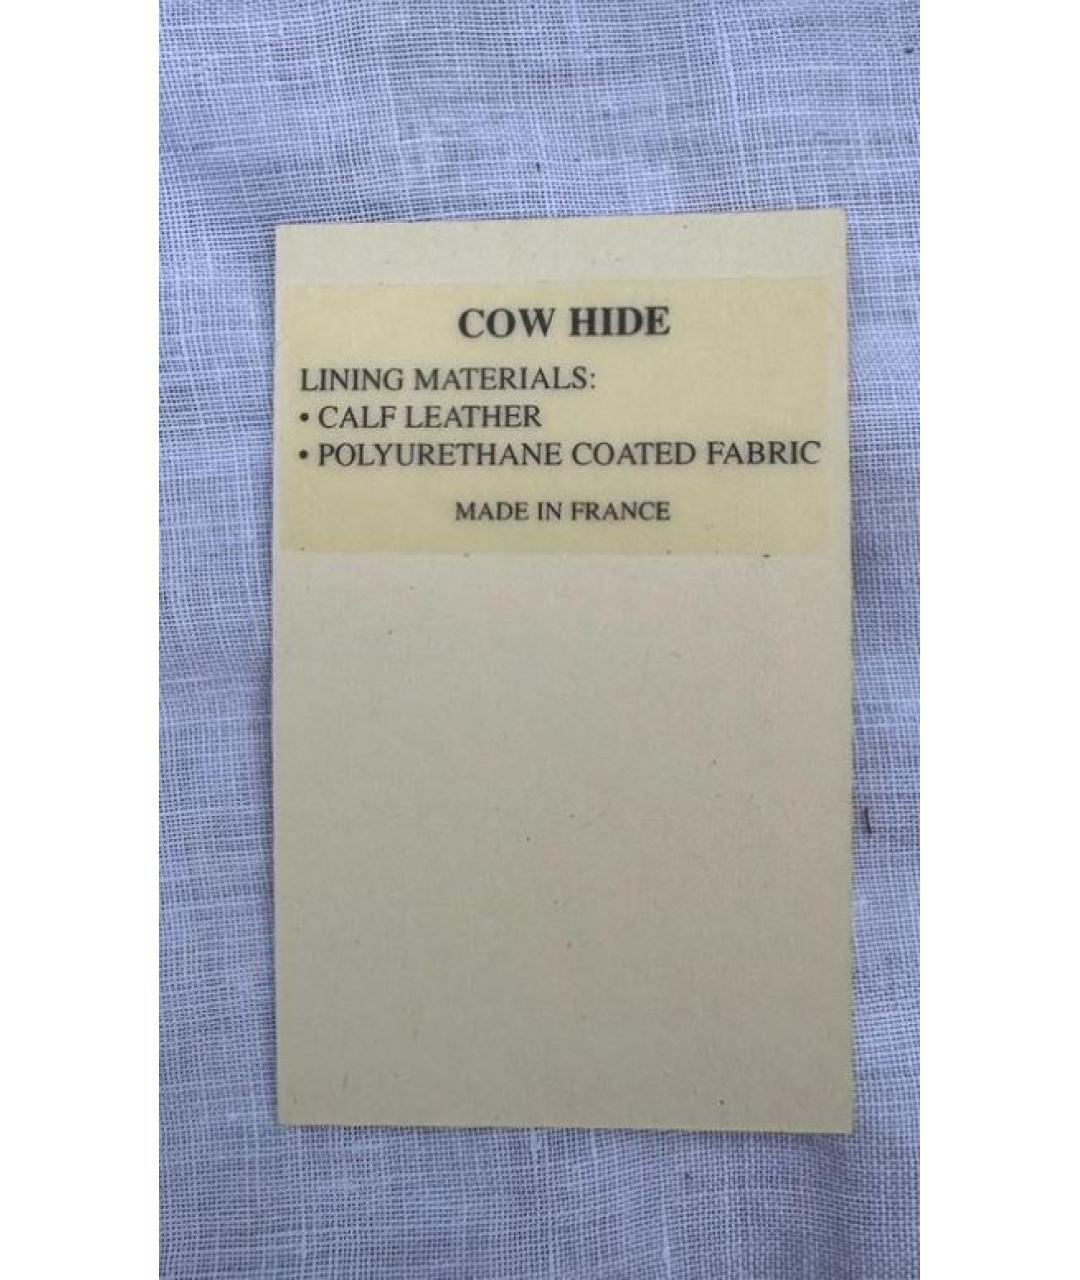 COW HIDE
LINING MATERIALS:
• CALF LEATHER
• POLYURETHANE COATED FABRIC
MADE IN FRANCE